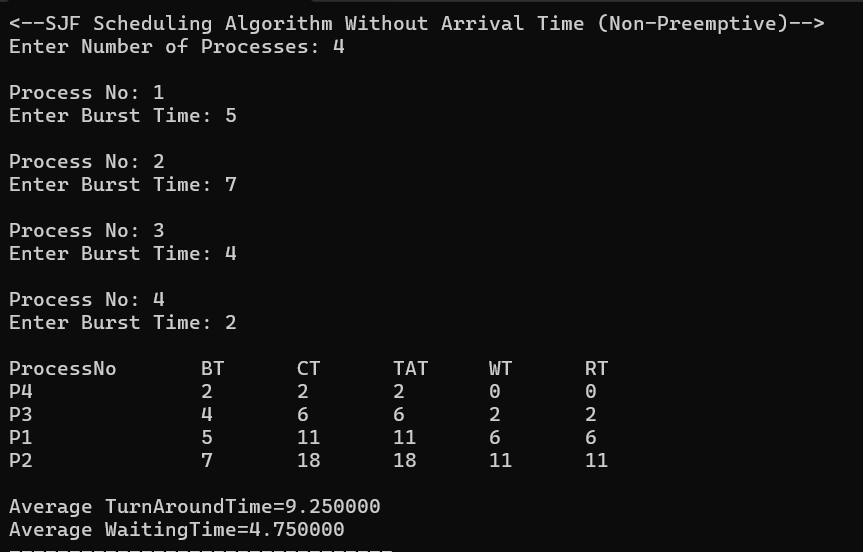 <--SJF Scheduling Algorithm Without Arrival Time (Non-Preemptive)-->
Enter Number of Processes: 4
Process No: 1
Enter Burst Time: 5
Process No: 2
Enter Burst Time: 7
Process No: 3
Enter Burst Time: 4
Process No: 4
Enter Burst Time: 2
ProcessNo BT CT TAT WT RT
P4 2 2 2 0 0
P3 4 6 6 2 2
P1 5 11 11 6 6
P2 7 18 18 11 11
Average TurnAroundTime=9.250000
Average WaitingTime=4.750000
--------------------------------